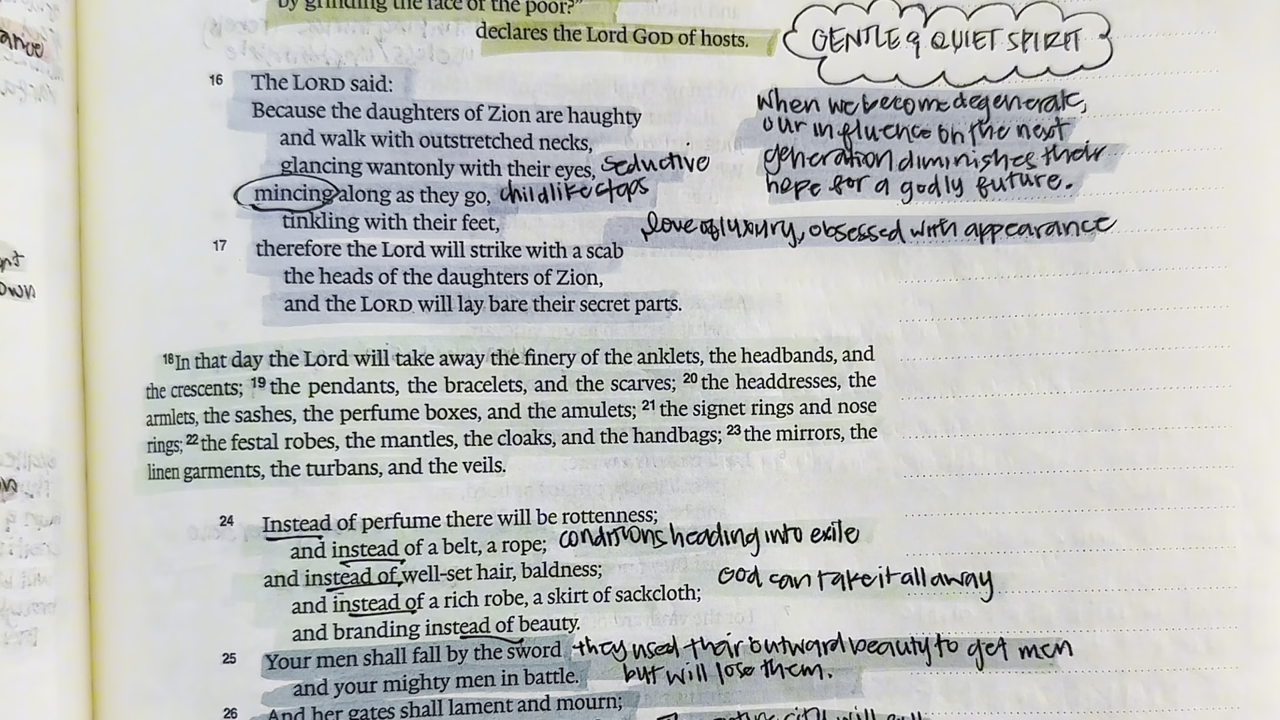 by grinding the face of the poor?"
declares the Lord GOD of hosts.
GENTLE & QUIET SPIRIT
16 The LORD said:
Because the daughters of Zion are haughty
and walk with outstretched necks,
glancing wantonly with their eyes, seductive
mincing along as they go, childlike steps
tinkling with their feet,
When we become degenerate,
our influence on the next
generation diminishes their
hope for a godly future.
love of luxury, obsessed with appearance
17 therefore the Lord will strike with a scab
the heads of the daughters of Zion,
and the LORD will lay bare their secret parts.
18 In that day the Lord will take away the finery of the anklets, the headbands, and
the crescents; 19 the pendants, the bracelets, and the scarves; 20 the headdresses, the
armlets, the sashes, the perfume boxes, and the amulets; 21 the signet rings and nose
rings; 22 the festal robes, the mantles, the cloaks, and the handbags; 23 the mirrors, the
linen garments, the turbans, and the veils.
24 Instead of perfume there will be rottenness;
and instead of a belt, a rope; conditions heading into exile
and instead of well-set hair, baldness;
God can take it all away
and instead of a rich robe, a skirt of sackcloth;
and branding instead of beauty.
25 Your men shall fall by the sword they used their outward beauty to get men
and your mighty men in battle. but will lose them.
26 And her gates shall lament and mourn;
city will